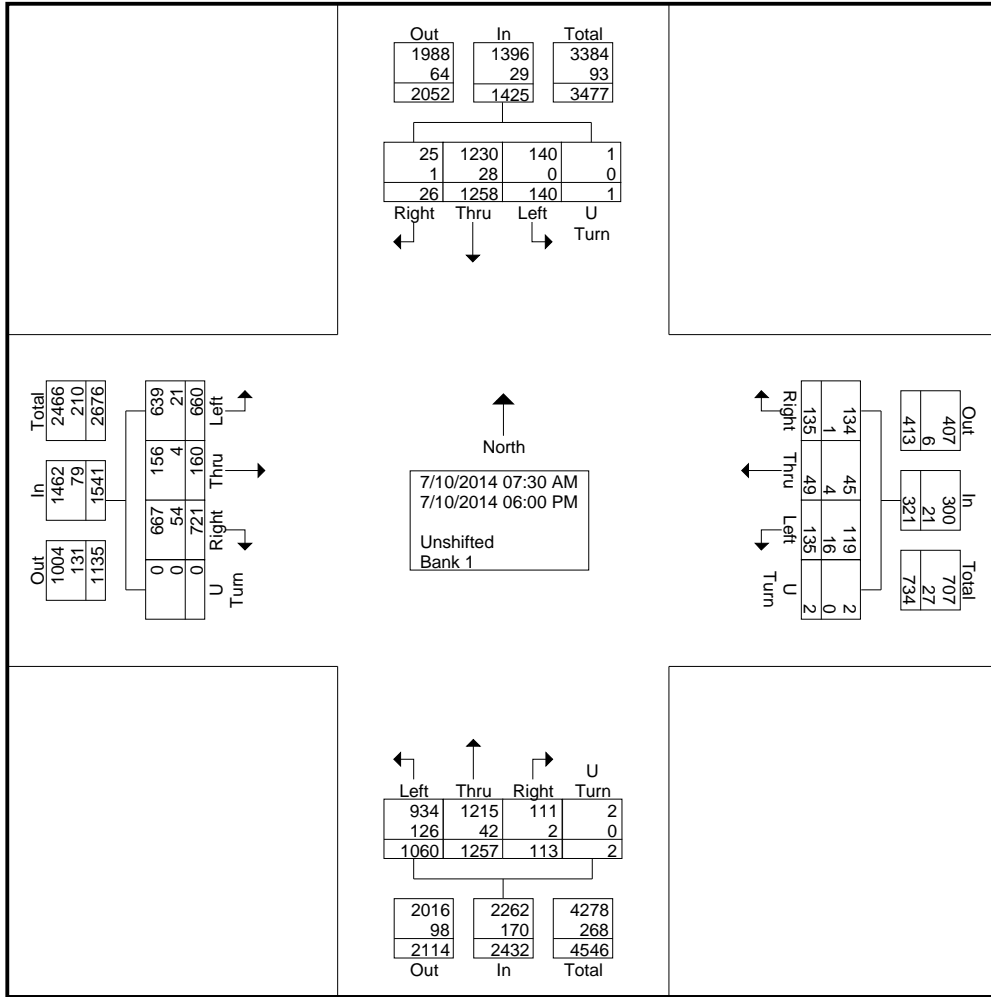 Out In Total
1988 1396 3384
64 29 93
2052 1425 3477
25 1230 140 1
1 28 0 0
26 1258 140 1
Right Thru Left U
Turn
Total
2466
210
2676
In
1462
79
1541
Out
1004
131
1135
639 156 667 0
21 4 54 0
660 160 721 0
Left Thru Right U
Turn
North
7/10/2014 07:30 AM
7/10/2014 06:00 PM
Unshifted
Bank 1
Right Thru Left U
Turn
134 45 119 2
1 4 16 0
135 49 135 2
Out In Total
407 300 707
6 21 27
413 321 734
U
Left Thru Right Turn
934 1215 111 2
126 42 2 0
1060 1257 113 2
2016 2262 4278
98 170 268
2114 2432 4546
Out In Total